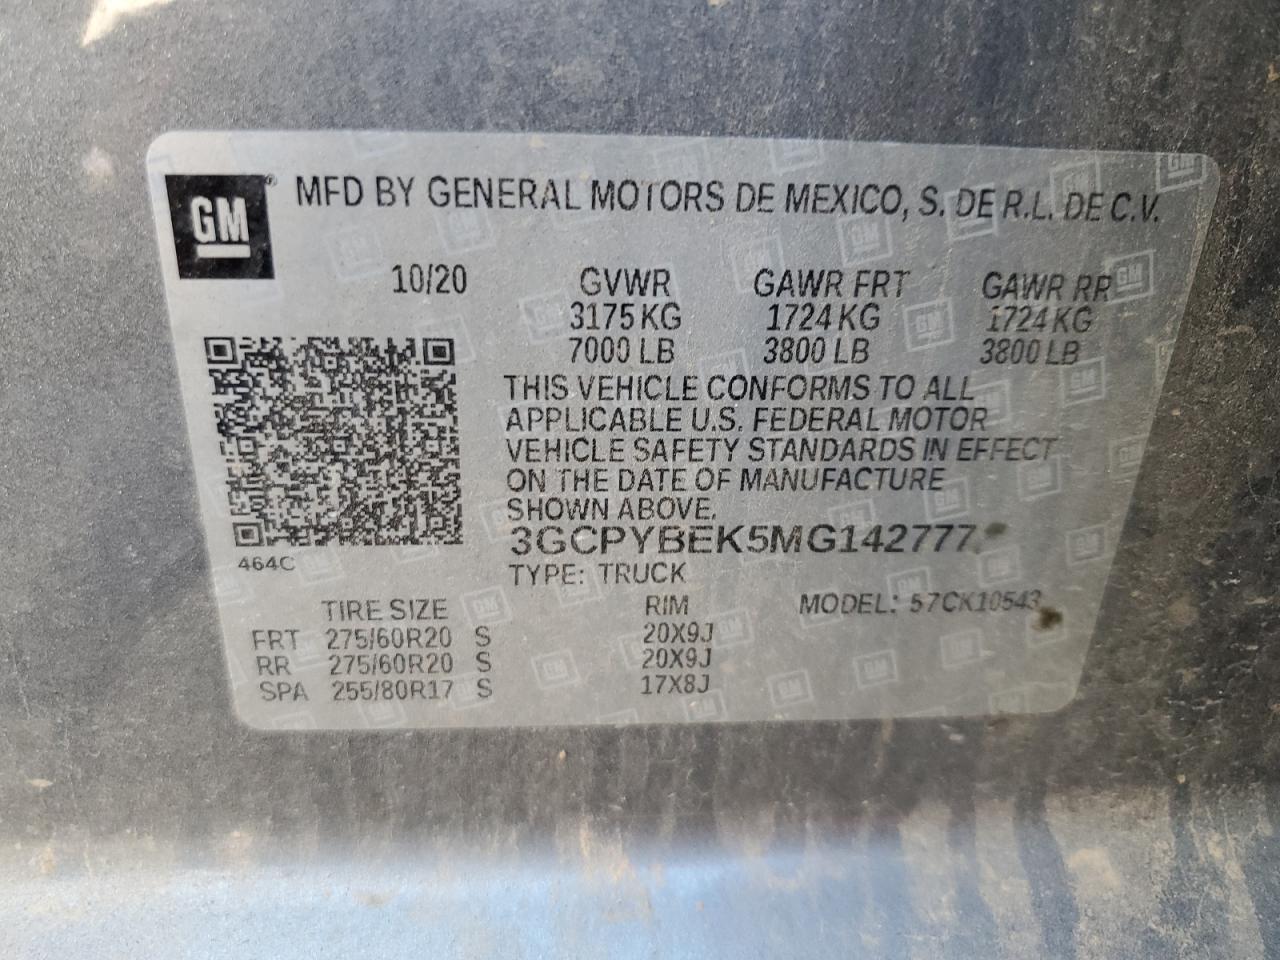 GM® MFD BY GENERAL MOTORS DE MEXICO, S. DE R.L. DE C.V.
10/20 GVWR GAWR FRT GAWR RR
3175 KG 1724 KG 1724 KG
7000 LB 3800 LB 3800 LB
THIS VEHICLE CONFORMS TO ALL
APPLICABLE U.S. FEDERAL MOTOR
VEHICLE SAFETY STANDARDS IN EFFECT
ON THE DATE OF MANUFACTURE
SHOWN ABOVE.
3GCPYBEK5MG142777
464C
TYPE: TRUCK
TIRE SIZE RIM MODEL: 57CK10543
FRT 275/60R20 S 20X9J
RR 275/60R20 S 20X9J
SPA 255/80R17 S 17X8J